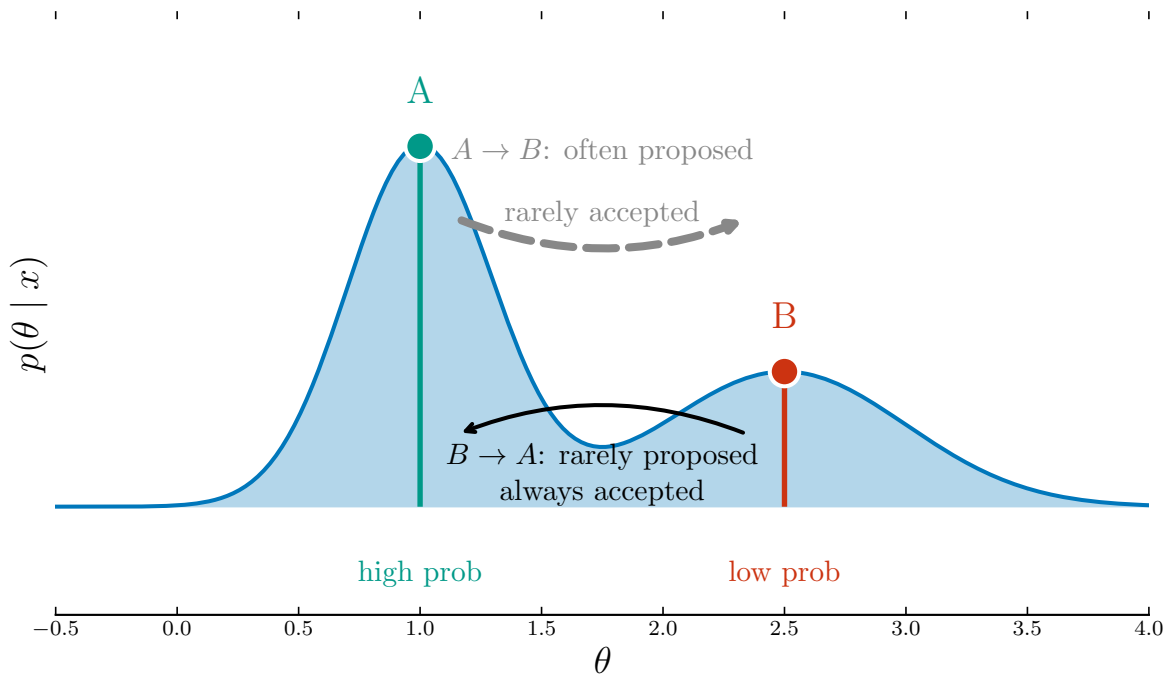 A
A → B: often proposed
rarely accepted
p(θ | x)
B
B → A: rarely proposed
always accepted
high prob
low prob
−0.5 0.0 0.5 1.0 1.5 2.0 2.5 3.0 3.5 4.0
θ